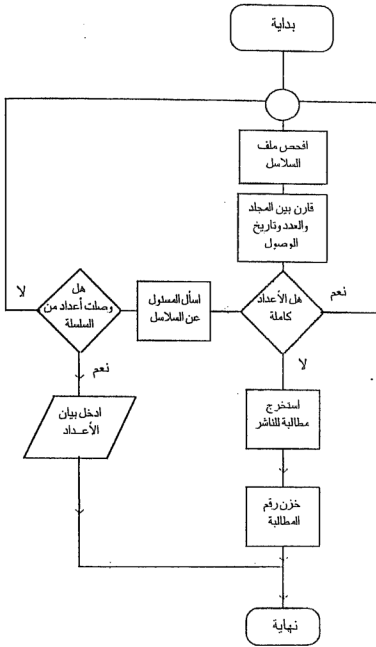 بداية
افحص ملف
السلاسل
قارن بين المجلد
والعدد وتاريخ
الوصول
هل الأعداد
كاملة
نعم
لا
اسأل المسئول
عن السلاسل
هل
وصلت أعداد من
السلسلة
لا
نعم
ادخل بيان
الأعداد
استخرج
مطالبة للناشر
خزن رقم
المطالبة
نهاية